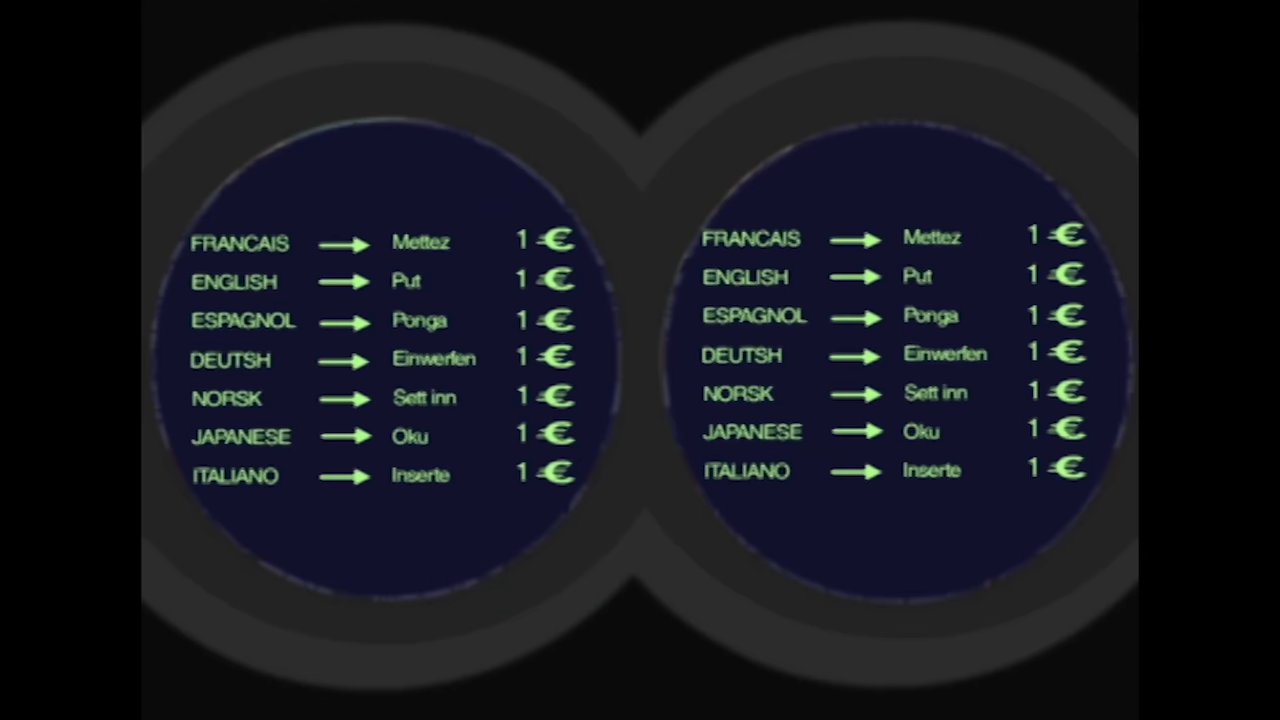 FRANCAIS → Mettez 1 €
ENGLISH → Put 1 €
ESPAGNOL → Ponga 1 €
DEUTSH → Einwerfen 1 €
NORSK → Sett inn 1 €
JAPANESE → Oku 1 €
ITALIANO → Inserte 1 €
FRANCAIS → Mettez 1 €
ENGLISH → Put 1 €
ESPAGNOL → Ponga 1 €
DEUTSH → Einwerfen 1 €
NORSK → Sett inn 1 €
JAPANESE → Oku 1 €
ITALIANO → Inserte 1 €